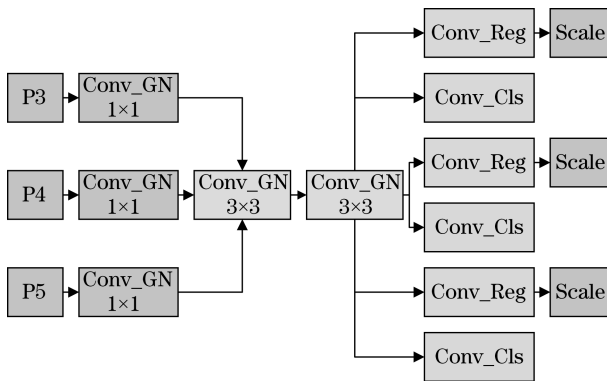 Conv_Reg
Scale
P3
Conv_GN
1×1
Conv_Cls
P4
Conv_GN
1×1
Conv_GN
3×3
Conv_GN
3×3
Conv_Reg
Scale
Conv_Cls
P5
Conv_GN
1×1
Conv_Reg
Scale
Conv_Cls